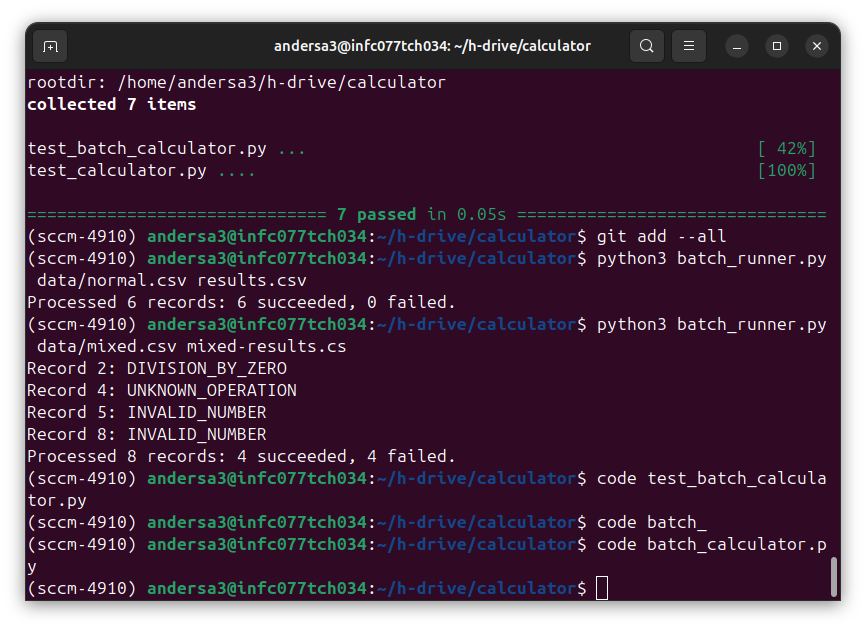 andersa3@infc077tch034: ~/h-drive/calculator
rootdir: /home/andersa3/h-drive/calculator
collected 7 items
test_batch_calculator.py ... [ 42%]
test_calculator.py .... [100%]
============================== 7 passed in 0.05s ===============================
(sccm-4910) andersa3@infc077tch034:~/h-drive/calculator$ git add --all
(sccm-4910) andersa3@infc077tch034:~/h-drive/calculator$ python3 batch_runner.py
data/normal.csv results.csv
Processed 6 records: 6 succeeded, 0 failed.
(sccm-4910) andersa3@infc077tch034:~/h-drive/calculator$ python3 batch_runner.py
data/mixed.csv mixed-results.cs
Record 2: DIVISION_BY_ZERO
Record 4: UNKNOWN_OPERATION
Record 5: INVALID_NUMBER
Record 8: INVALID_NUMBER
Processed 8 records: 4 succeeded, 4 failed.
(sccm-4910) andersa3@infc077tch034:~/h-drive/calculator$ code test_batch_calcula
tor.py
(sccm-4910) andersa3@infc077tch034:~/h-drive/calculator$ code batch_
(sccm-4910) andersa3@infc077tch034:~/h-drive/calculator$ code batch_calculator.p
y
(sccm-4910) andersa3@infc077tch034:~/h-drive/calculator$